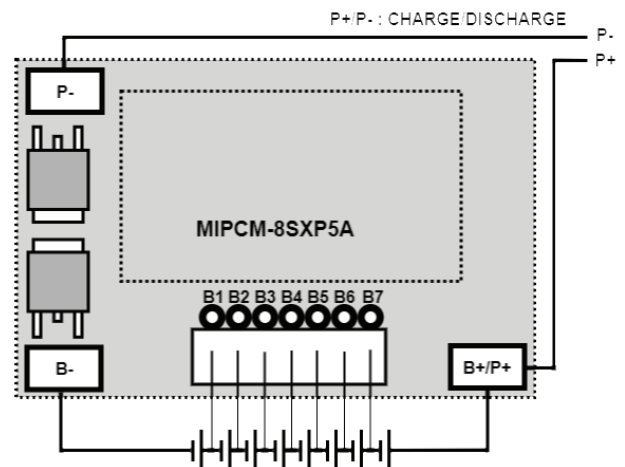 P+/P- : CHARGE/DISCHARGE
P-
P+
P-
MIPCM-8SXP5A
B1 B2 B3 B4 B5 B6 B7
B-
B+/P+